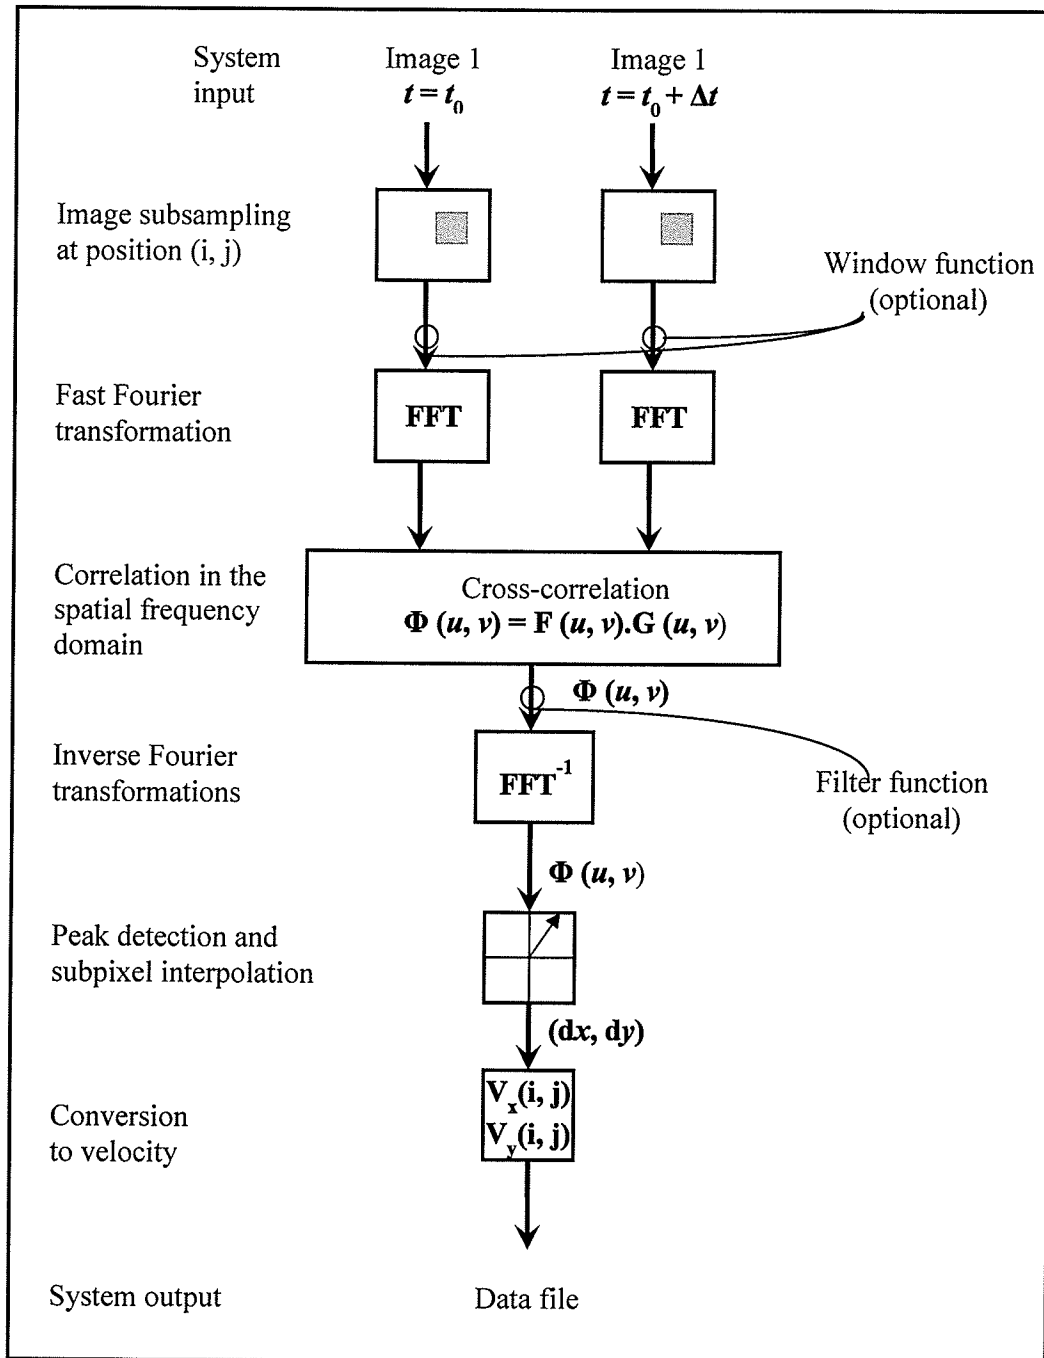 System
input
Image 1
t = t₀
Image 1
t = t₀ + Δt
Image subsampling
at position (i, j)
Window function
(optional)
Fast Fourier
transformation
FFT
FFT
Correlation in the
spatial frequency
domain
Cross-correlation
Φ (u, v) = F (u, v).G (u, v)
Φ (u, v)
Inverse Fourier
transformations
FFT⁻¹
Filter function
(optional)
Φ (u, v)
Peak detection and
subpixel interpolation
(dx, dy)
Conversion
to velocity
Vₓ(i, j)
V_y(i, j)
System output
Data file